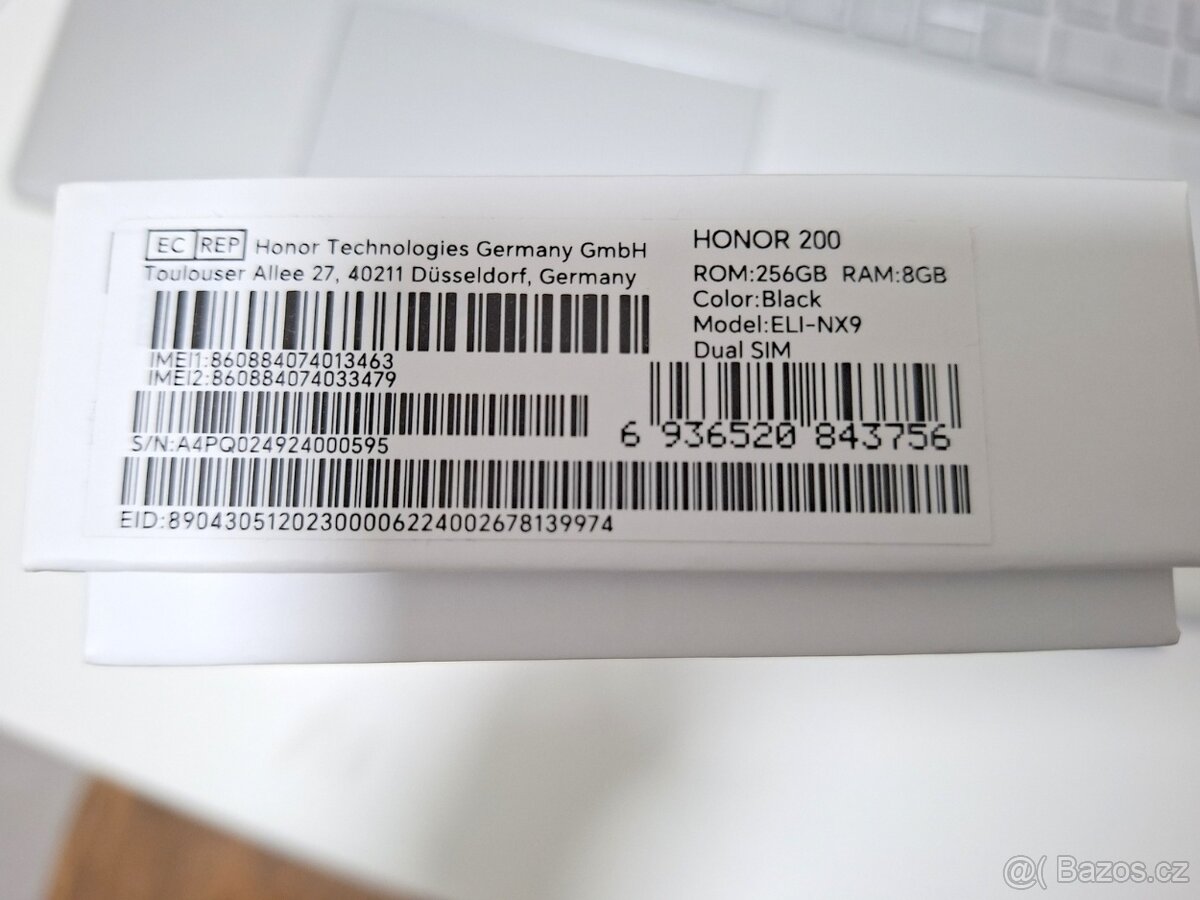 EC REP Honor Technologies Germany GmbH
Toulouser Allee 27, 40211 Düsseldorf, Germany
IMEI1:860884074013463
IMEI2:860884074033479
S/N:A4PQ024924000595
EID:89043051202300006224002678139974
HONOR 200
ROM:256GB RAM:8GB
Color:Black
Model:ELI-NX9
Dual SIM
6 936520 843756
@( Bazos.cz